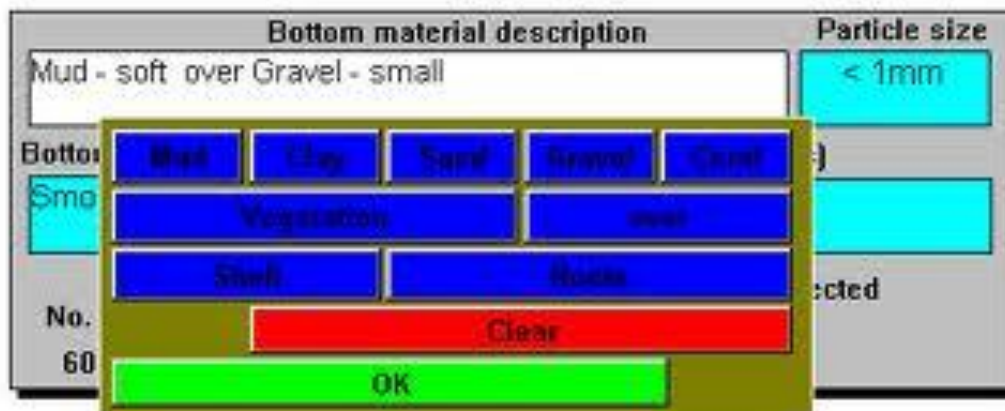 Bottom material description Particle size
Mud - soft over Gravel - small < 1mm
Botto Mud Clay Sand Gravel Coral )
Smo Vegetation over
Shell
ected
No. Clear
60 OK